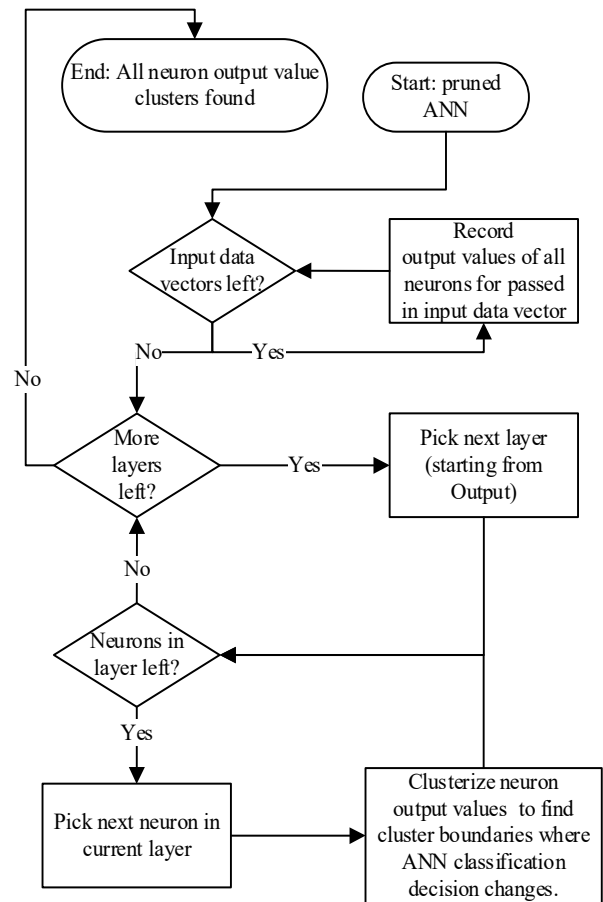 End: All neuron output value
clusters found
Start: pruned
ANN
Input data
vectors left?
Record
output values of all
neurons for passed
in input data vector
No
Yes
No
More
layers
left?
Yes
Pick next layer
(starting from
Output)
No
Neurons in
layer left?
Yes
Pick next neuron in
current layer
Clusterize neuron
output values to find
cluster boundaries where
ANN classification
decision changes.